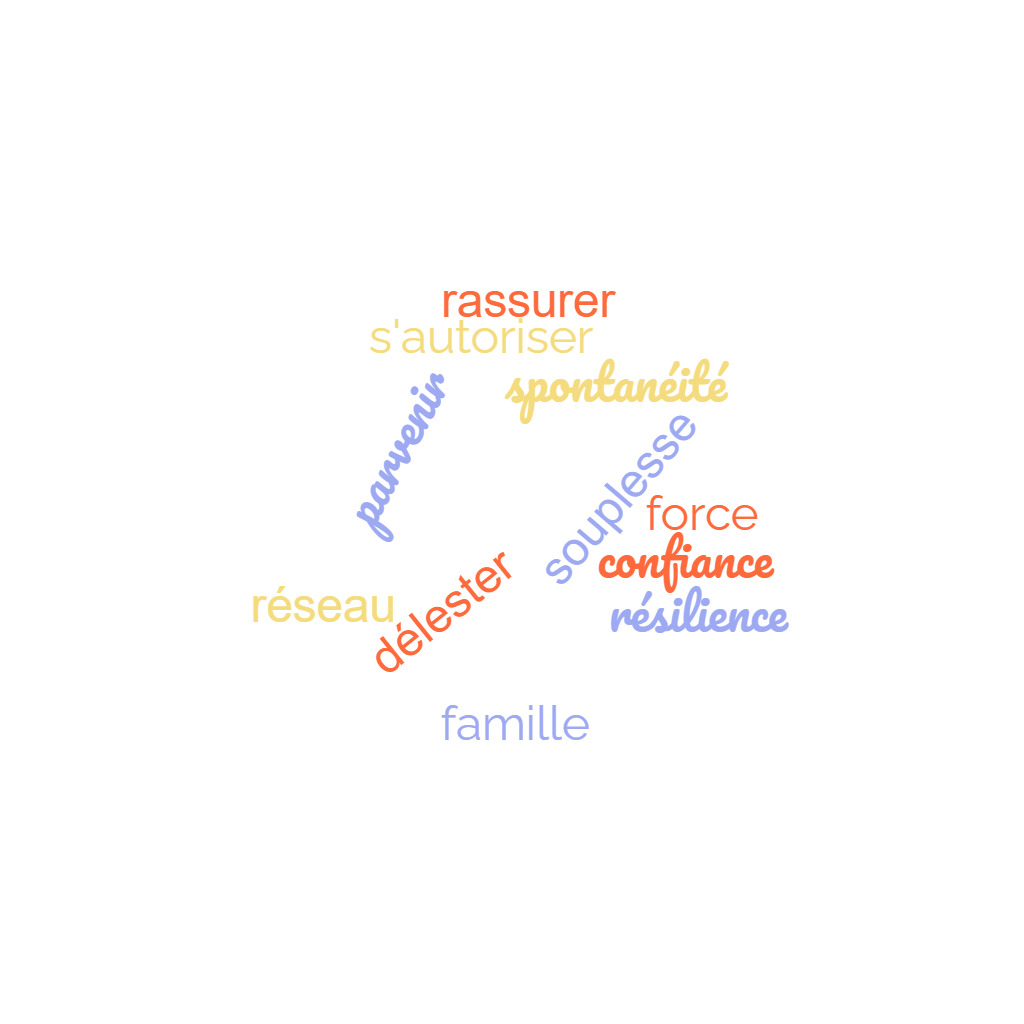 rassurer
s'autoriser
spontanéité
parvenir
souplesse
force
confiance
délester
réseau
résilience
famille